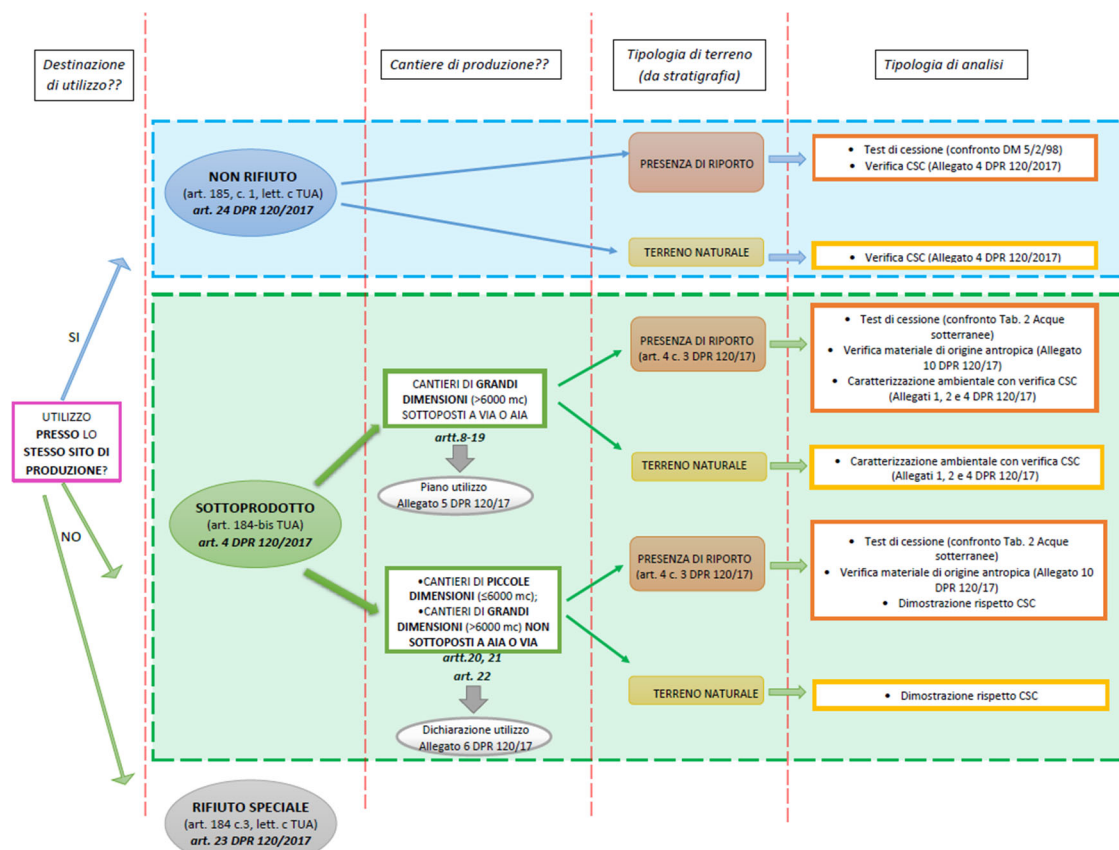 Destinazione
di utilizzo??
Cantiere di produzione??
Tipologia di terreno
(da stratigrafia)
Tipologia di analisi
NON RIFIUTO
(art. 185, c. 1, lett. c TUA)
art. 24 DPR 120/2017
PRESENZA DI RIPORTO
• Test di cessione (confronto DM 5/2/98)
• Verifica CSC (Allegato 4 DPR 120/2017)
TERRENO NATURALE
• Verifica CSC (Allegato 4 DPR 120/2017)
SI
UTILIZZO
PRESSO LO
STESSO SITO DI
PRODUZIONE?
NO
SOTTOPRODOTTO
(art. 184-bis TUA)
art. 4 DPR 120/2017
CANTIERI DI GRANDI
DIMENSIONI (>6000 mc)
SOTTOPOSTI A VIA O AIA
artt.8-19
Piano utilizzo
Allegato 5 DPR 120/17
PRESENZA DI RIPORTO
(art. 4 c. 3 DPR 120/17)
• Test di cessione (confronto Tab. 2 Acque
sotterranee)
• Verifica materiale di origine antropica (Allegato
10 DPR 120/17)
• Caratterizzazione ambientale con verifica CSC
(Allegati 1, 2 e 4 DPR 120/17)
TERRENO NATURALE
• Caratterizzazione ambientale con verifica CSC
(Allegati 1, 2 e 4 DPR 120/17)
•CANTIERI DI PICCOLE
DIMENSIONI (≤6000 mc);
•CANTIERI DI GRANDI
DIMENSIONI (>6000 mc) NON
SOTTOPOSTI A AIA O VIA
artt.20, 21
art. 22
Dichiarazione utilizzo
Allegato 6 DPR 120/17
PRESENZA DI RIPORTO
(art. 4 c. 3 DPR 120/17)
• Test di cessione (confronto Tab. 2 Acque
sotterranee)
• Verifica materiale di origine antropica (Allegato 10
DPR 120/17)
• Dimostrazione rispetto CSC
TERRENO NATURALE
• Dimostrazione rispetto CSC
RIFIUTO SPECIALE
(art. 184 c.3, lett. c TUA)
art. 23 DPR 120/2017